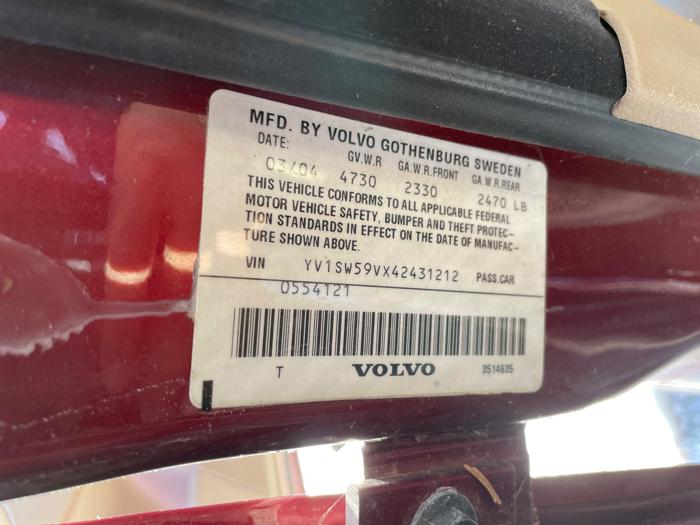 MFD. BY VOLVO GOTHENBURG SWEDEN
DATE: GV.W.R GA.W.R.FRONT GA.W.R.REAR
03/04 4730 2330 2470 LB
THIS VEHICLE CONFORMS TO ALL APPLICABLE FEDERAL
MOTOR VEHICLE SAFETY, BUMPER AND THEFT PROTEC-
TION STANDARDS IN EFFECT ON THE DATE OF MANUFAC-
TURE SHOWN ABOVE.
VIN YV1SW59VX42431212 PASS.CAR
0554121
T VOLVO 3514635